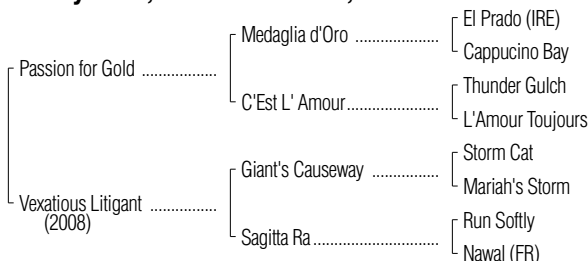 El Prado (IRE)
Medaglia d'Oro ...................
Cappucino Bay
Passion for Gold .................
Thunder Gulch
C'Est L' Amour.....................
L'Amour Toujours
Storm Cat
Giant's Causeway ................
Mariah's Storm
Vexatious Litigant ...............
(2008)
Run Softly
Sagitta Ra.............................
Nawal (FR)